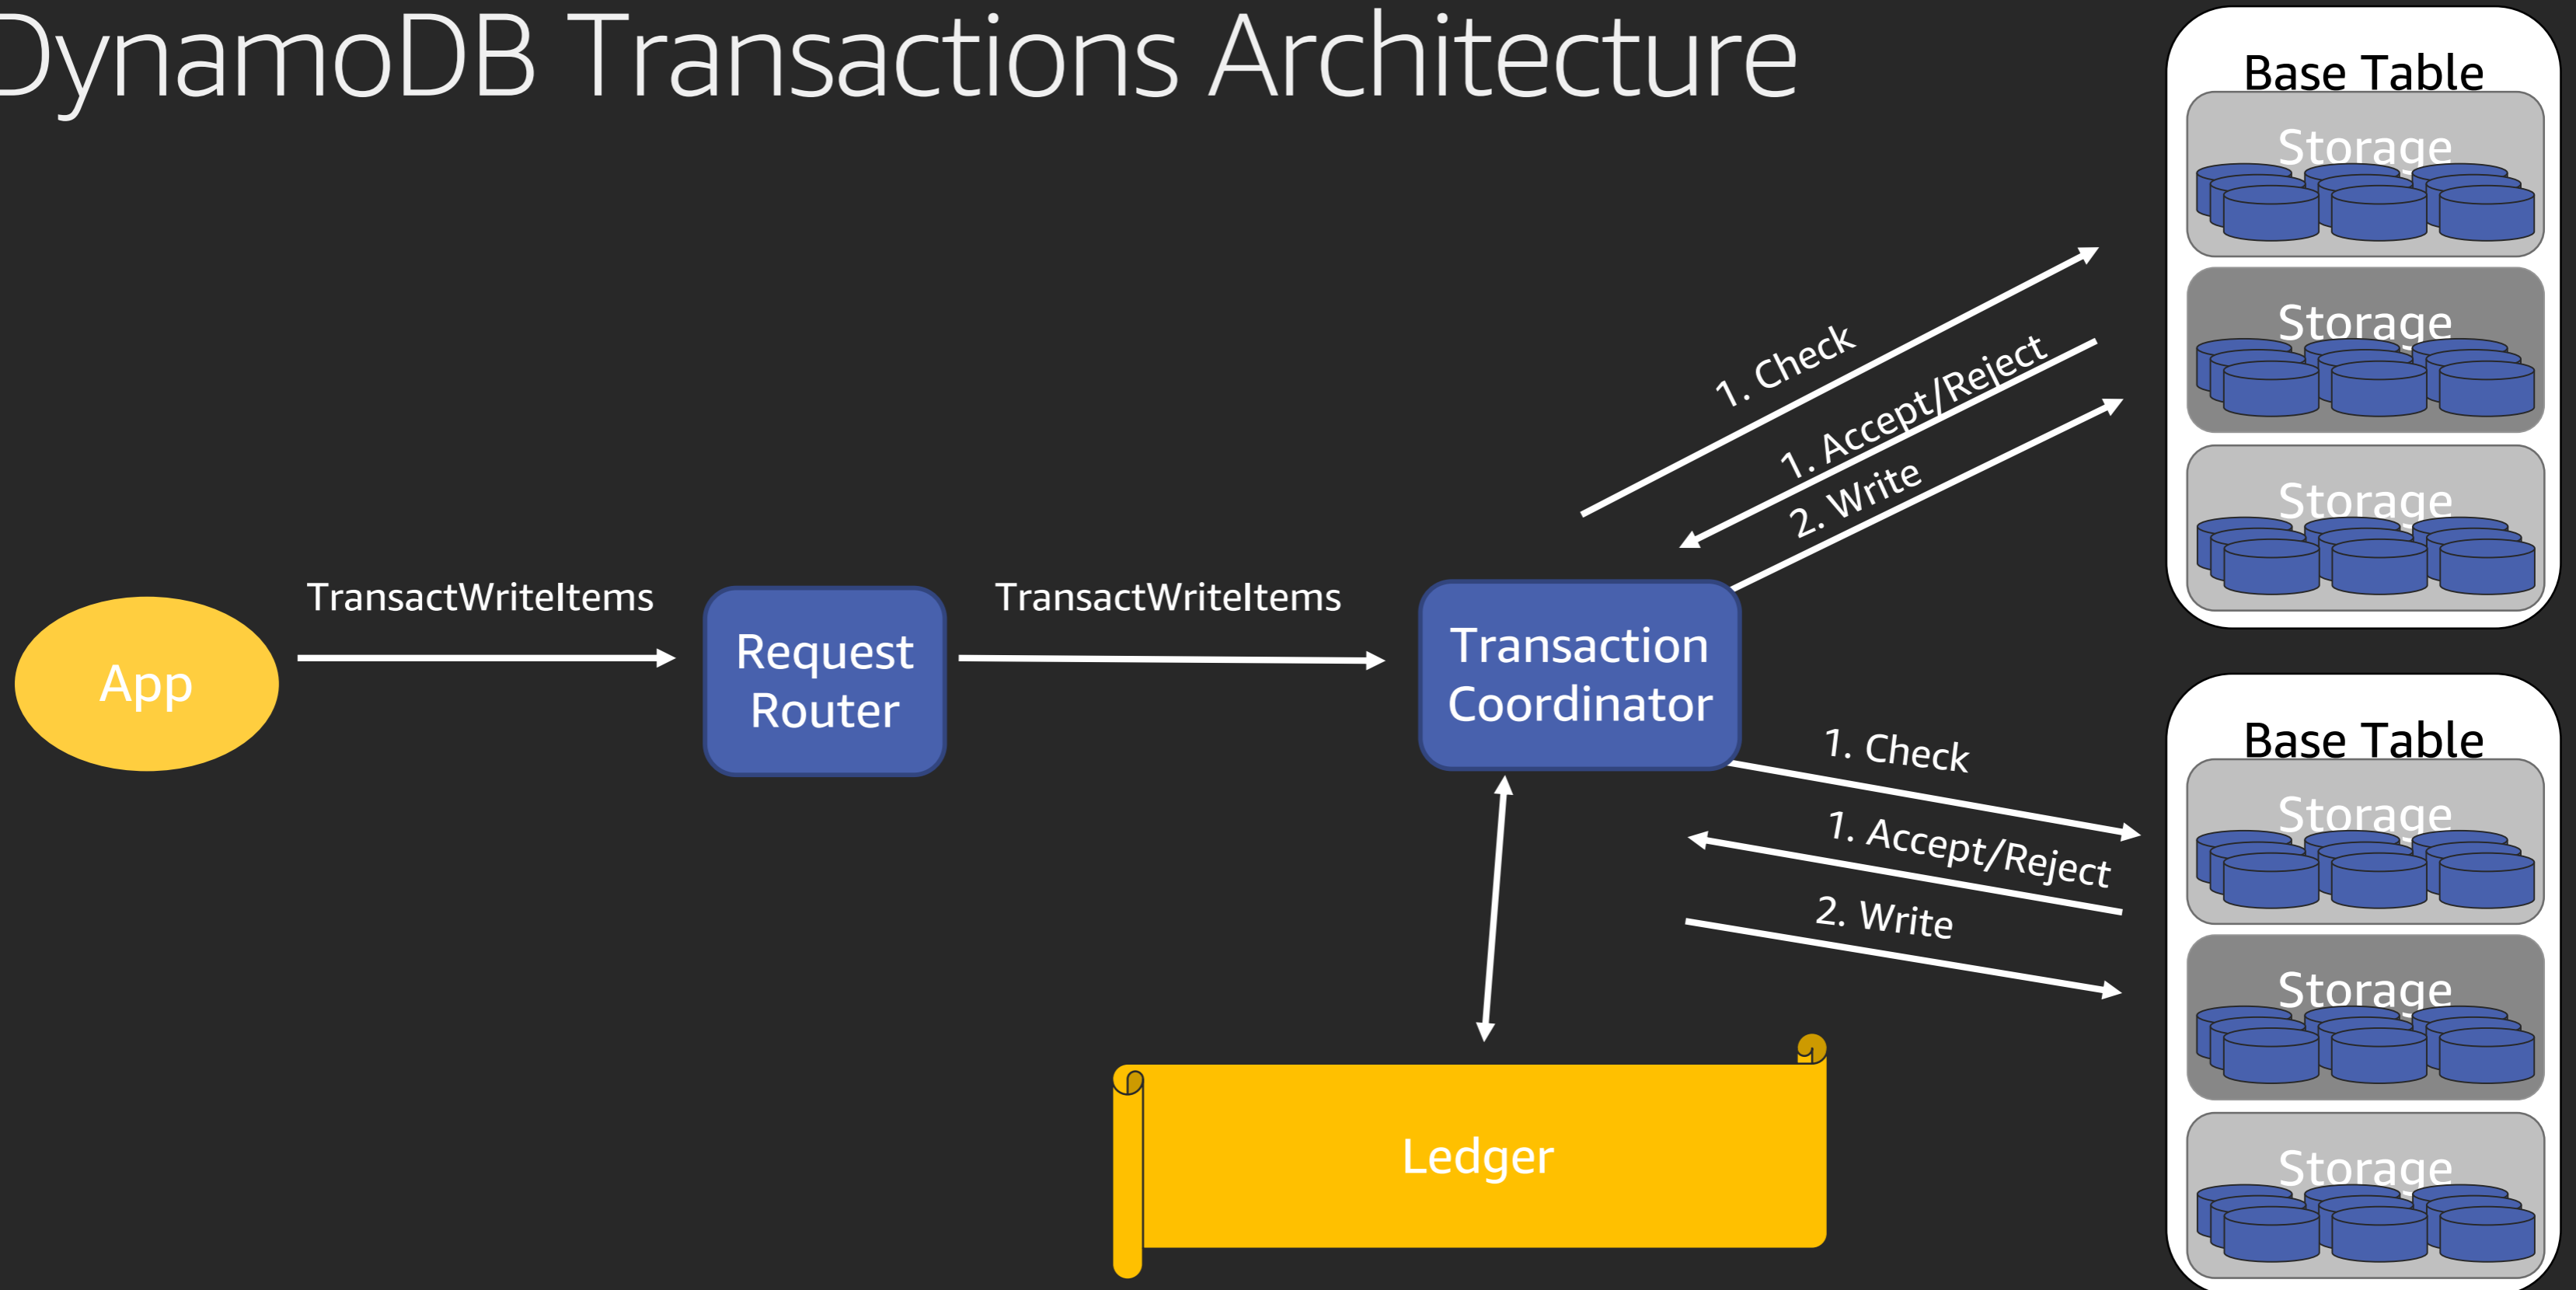 DynamoDB Transactions Architecture
Base Table
Storage
Storage
Storage
1. Check
1. Accept/Reject
2. Write
App
TransactWriteItems
Request
Router
TransactWriteItems
Transaction
Coordinator
1. Check
1. Accept/Reject
2. Write
Base Table
Storage
Storage
Storage
Ledger